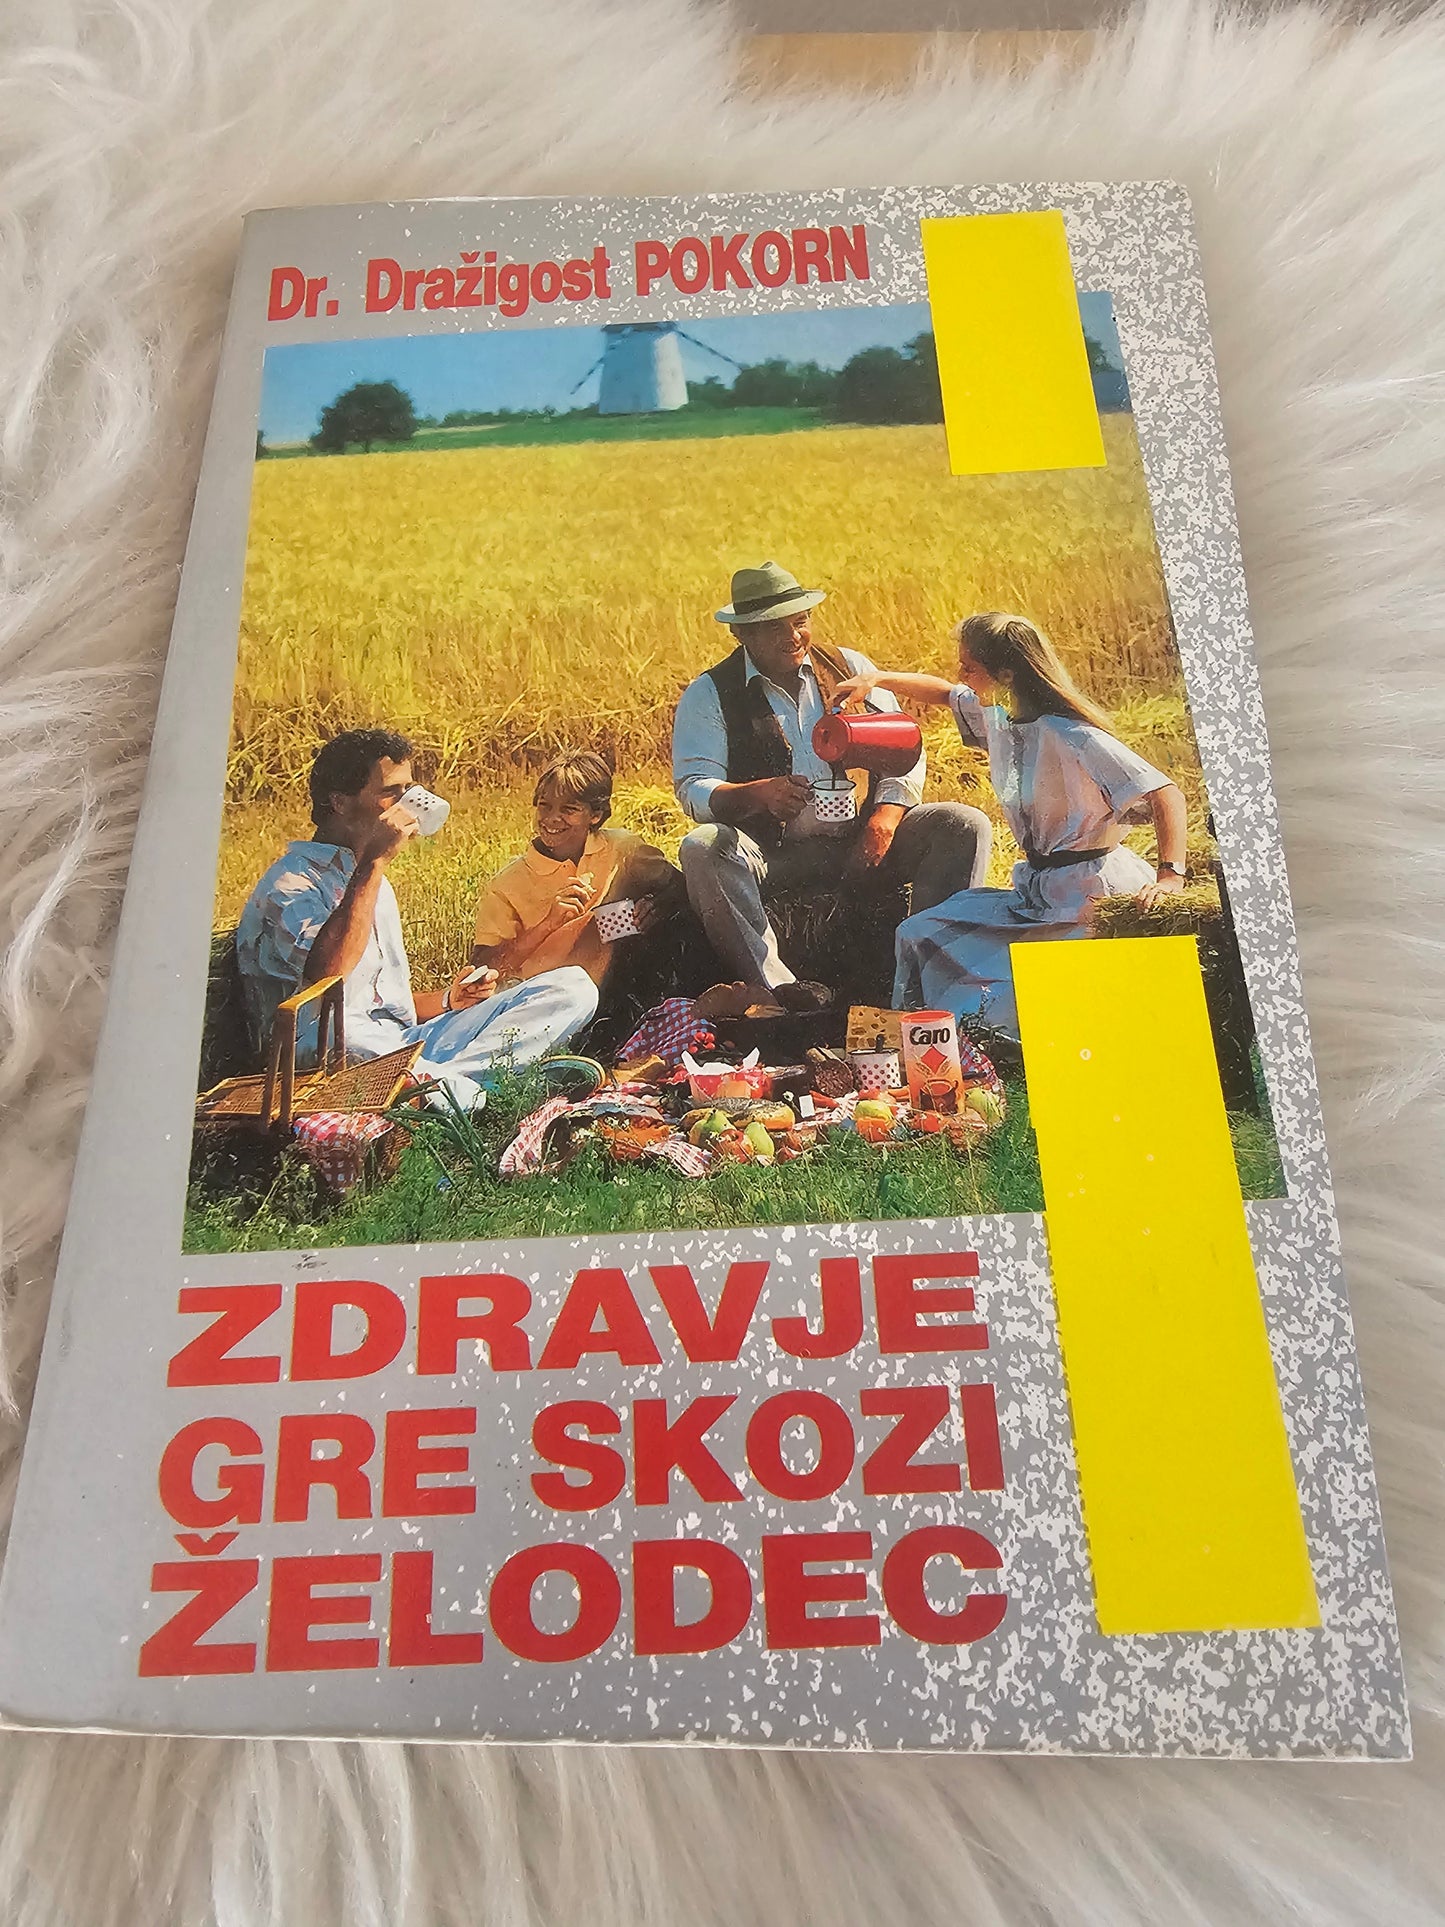 Dr. Dražigost POKORN
Caro
ZDRAVJE
GRE SKOZI
ŽELODEC